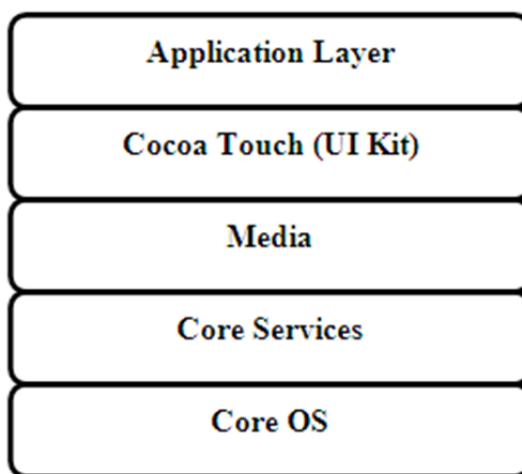 Application Layer
Cocoa Touch (UI Kit)
Media
Core Services
Core OS